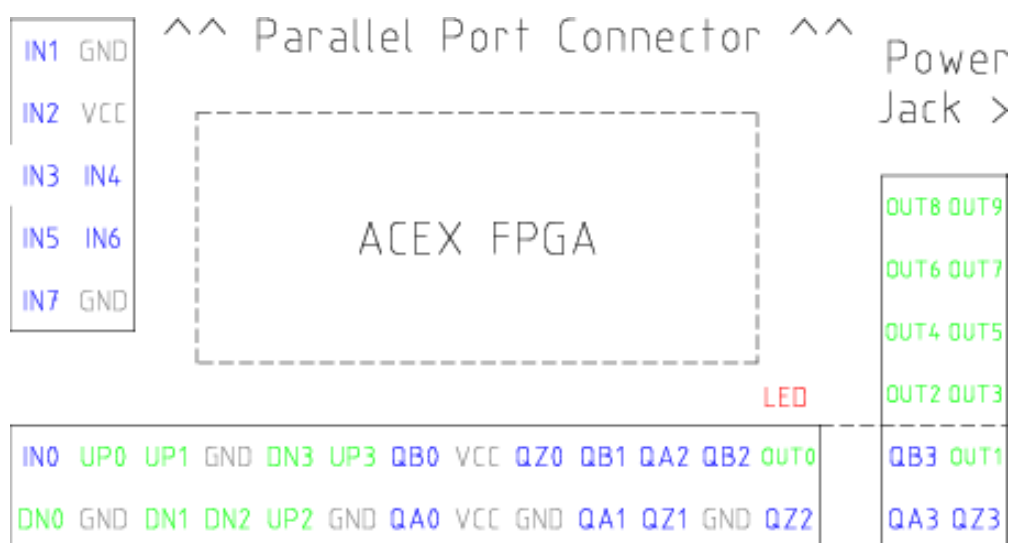 ^^ Parallel Port Connector ^^
Power
Jack >
IN1 GND
IN2 VCC
IN3 IN4
IN5 IN6
IN7 GND
ACEX FPGA
OUT8 OUT9
OUT6 OUT7
OUT4 OUT5
OUT2 OUT3
LED
IN0 UP0 UP1 GND DN3 UP3 QB0 VCC QZ0 QB1 QA2 QB2 OUT0
DN0 GND DN1 DN2 UP2 GND QA0 VCC GND QA1 QZ1 GND QZ2
QB3 OUT1
QA3 QZ3